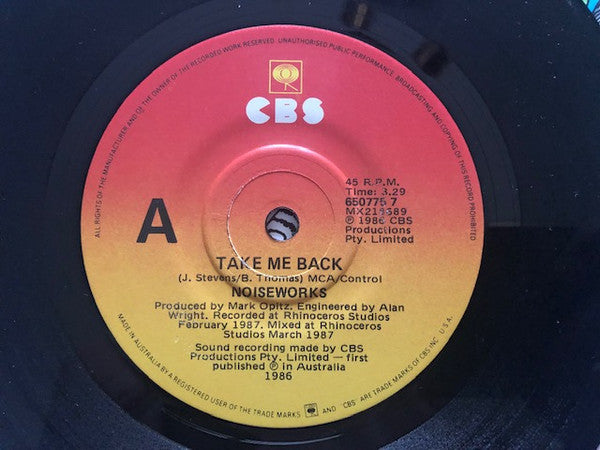 ALL RIGHTS OF THE MANUFACTURER AND OF THE OWNER OF THE RECORDED WORK RESERVED. UNAUTHORISED PUBLIC PERFORMANCE, BROADCASTING AND COPYING OF THIS RECORD PROHIBITED
CBS
A
45 R.P.M.
Time: 3.29
650775 7
® 1986 CBS
Productions
Pty. Limited
TAKE ME BACK
(J. Stevens/B. Thomas) MCA/Control
NOISEWORKS
Produced by Mark Opitz. Engineered by Alan
Wright. Recorded at Rhinoceros Studios
February 1987. Mixed at Rhinoceros
Studios March 1987
Sound recording made by CBS
Productions Pty. Limited — first
published ℗ in Australia
1986
MADE IN AUSTRALIA BY A REGISTERED USER OF THE TRADE MARKS AND "CBS" ARE TRADE MARKS OF CBS INC. U.S.A.